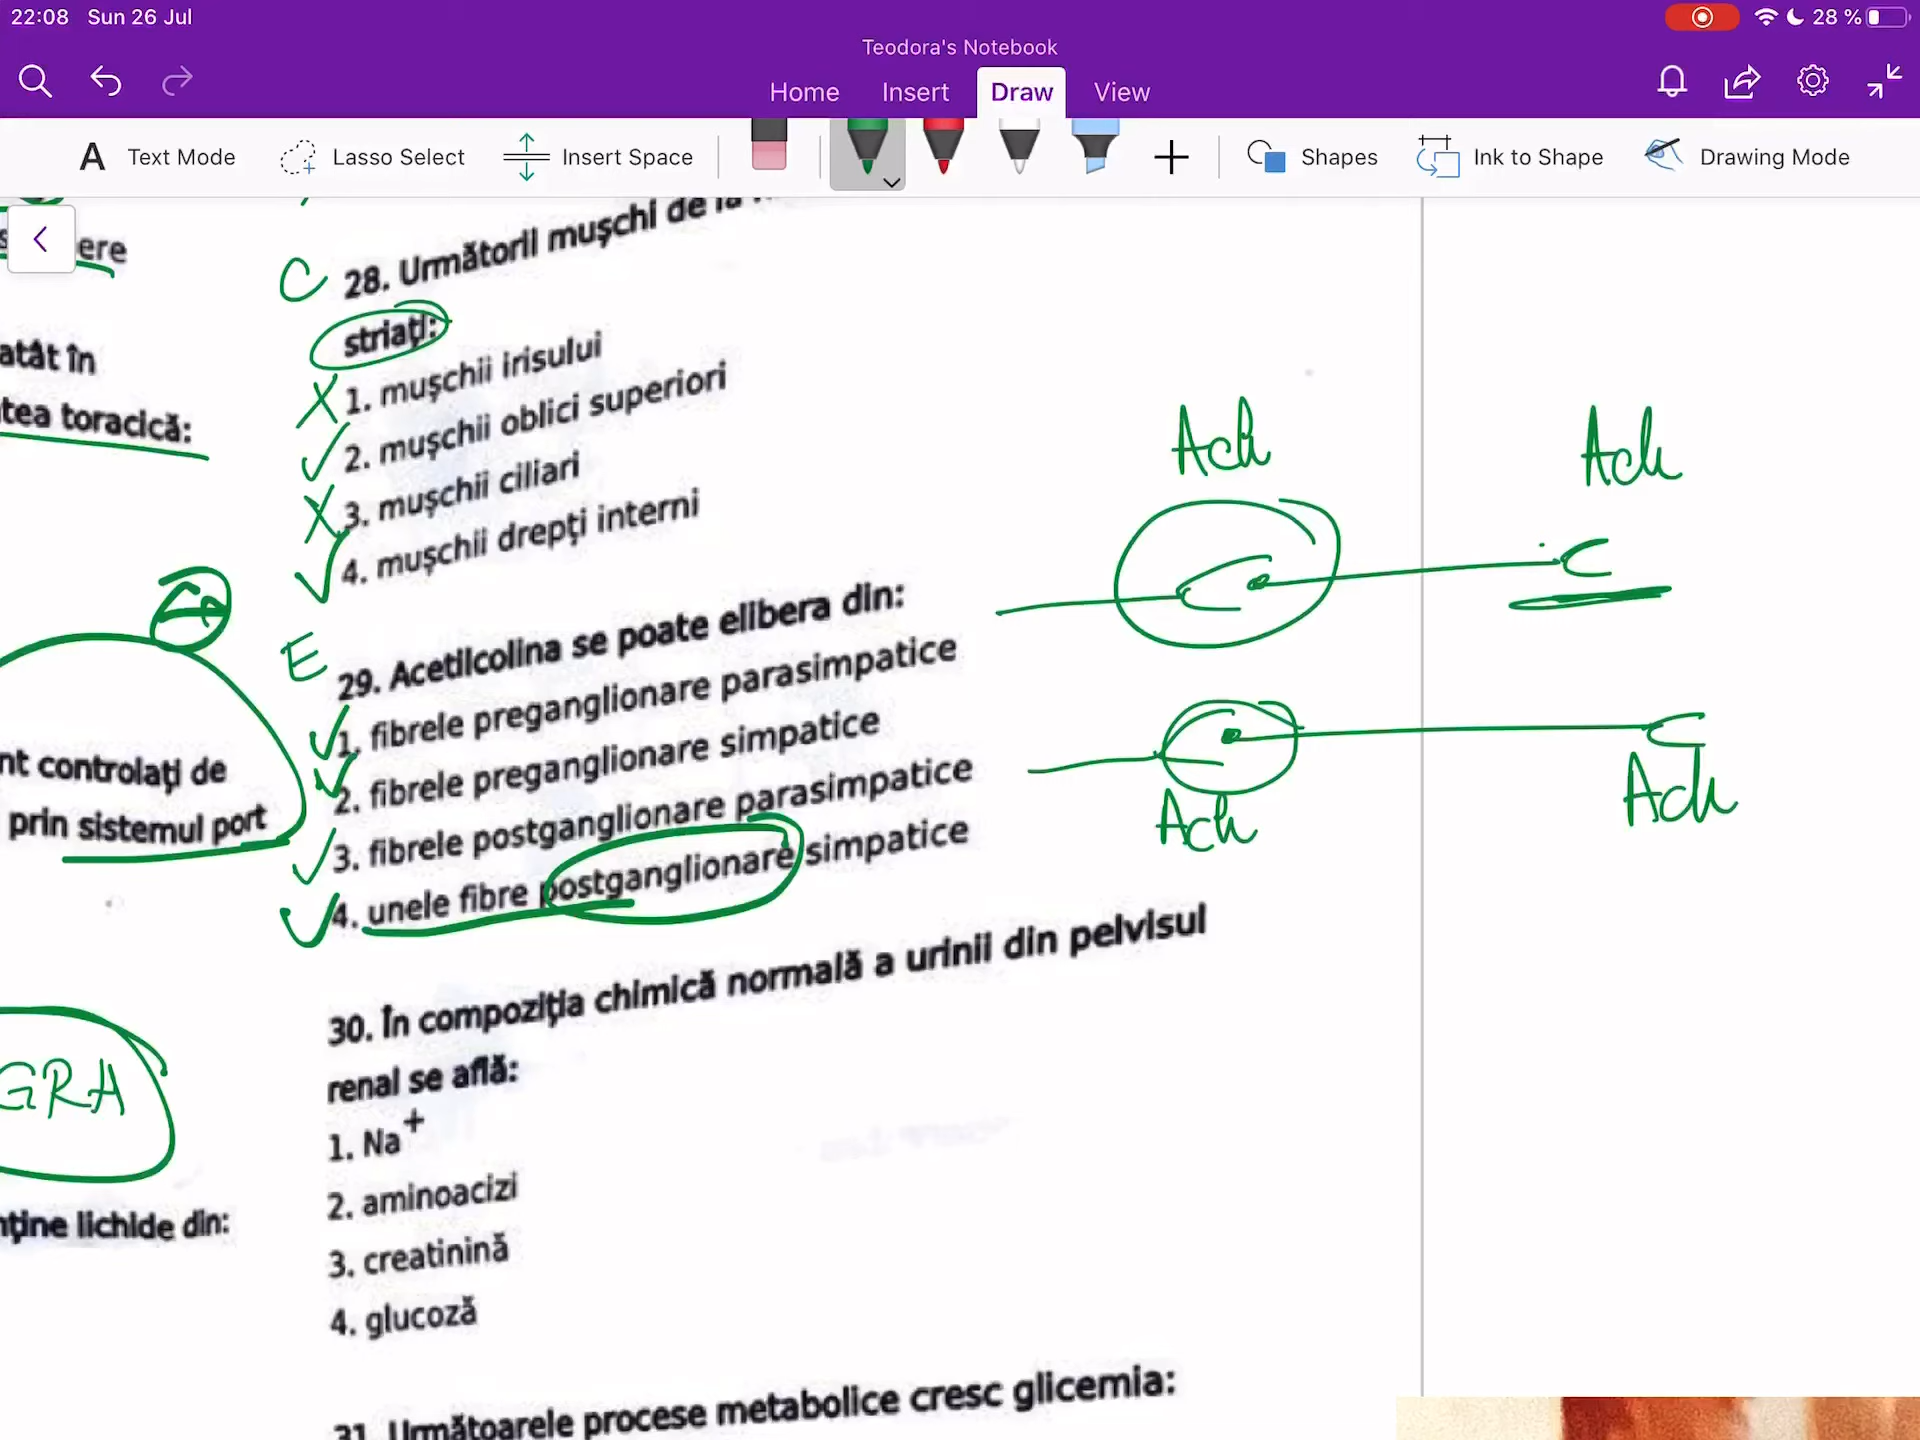 22:08 Sun 26 Jul
28 %
Teodora's Notebook
Home Insert Draw View
A Text Mode Lasso Select Insert Space Shapes Ink to Shape Drawing Mode
ere
atât în
tea toracică:
nt controlați de
prin sistemul port
GRA
ține lichide din:
C 28. Următorii mușchi de la
striați:
X 1. mușchii irisului
✓ 2. mușchii oblici superiori
X 3. mușchii ciliari
✓ 4. mușchii drepți interni
E 29. Acetilcolina se poate elibera din:
✓ 1. fibrele preganglionare parasimpatice
✓ 2. fibrele preganglionare simpatice
✓ 3. fibrele postganglionare parasimpatice
✓ 4. unele fibre postganglionare simpatice
30. În compoziția chimică normală a urinii din pelvisul
renal se află:
1. Na+
2. aminoacizi
3. creatinină
4. glucoză
31. Următoarele procese metabolice cresc glicemia:
Ach Ach
Ach Ach